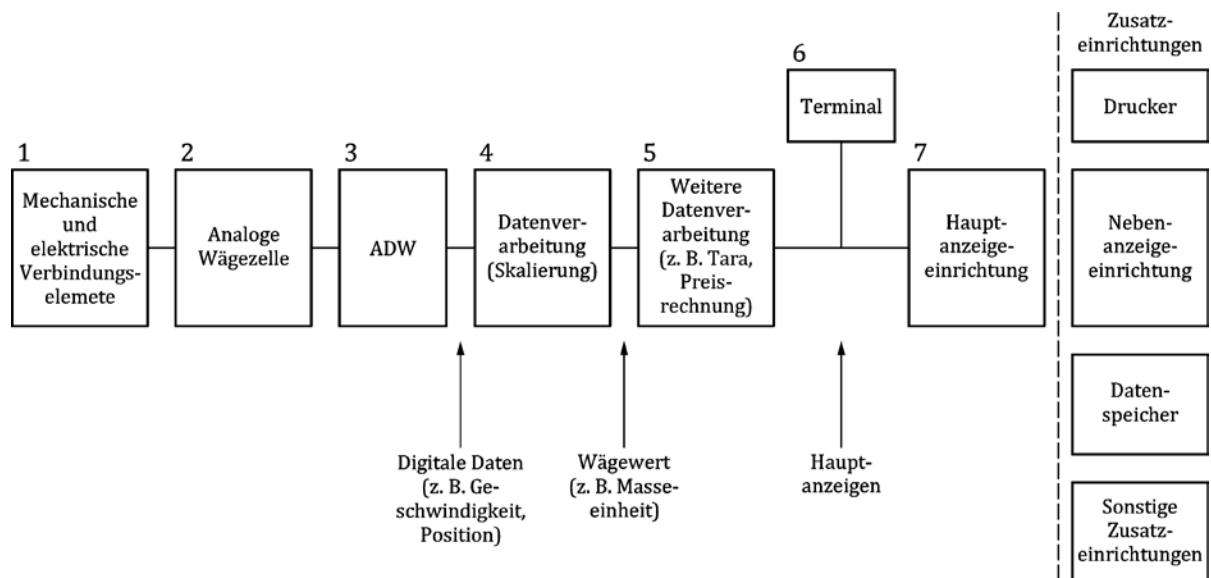 Zusatz-
einrichtungen
6
Terminal
Drucker
1
Mechanische
und
elektrische
Verbindungs-
elemete
2
Analoge
Wägezelle
3
ADW
4
Datenver-
arbeitung
(Skalierung)
5
Weitere
Datenver-
arbeitung
(z. B. Tara,
Preis-
rechnung)
7
Haupt-
anzeige-
einrichtung
Neben-
anzeige-
einrichtung
Daten-
speicher
Digitale Daten
(z. B. Ge-
schwindigkeit,
Position)
Wägewert
(z. B. Masse-
einheit)
Haupt-
anzeigen
Sonstige
Zusatz-
einrichtungen